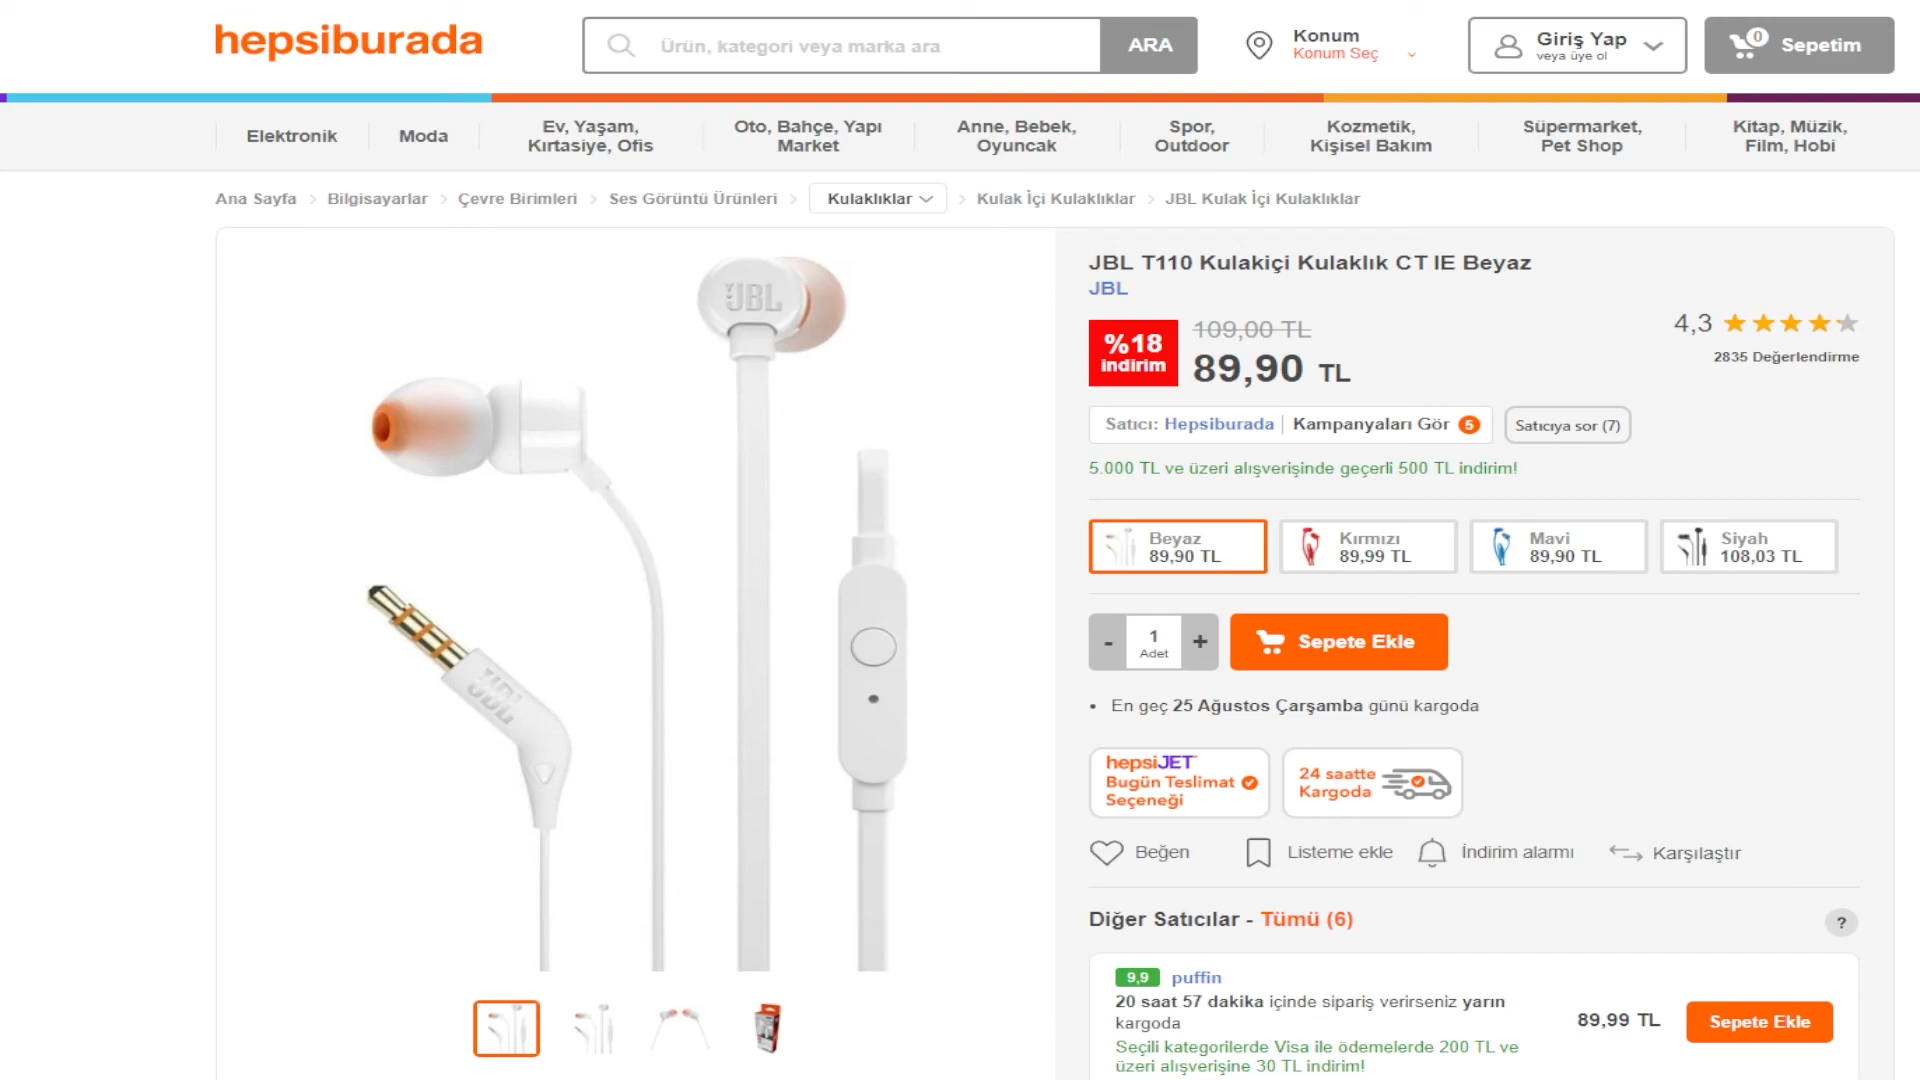 hepsiburada
Ürün, kategori veya marka ara
ARA
Konum
Konum Seç
Giriş Yap
veya üye ol
0
Sepetim
Elektronik
Moda
Ev, Yaşam,
Kırtasiye, Ofis
Oto, Bahçe, Yapı
Market
Anne, Bebek,
Oyuncak
Spor,
Outdoor
Kozmetik,
Kişisel Bakım
Süpermarket,
Pet Shop
Kitap, Müzik,
Film, Hobi
Ana Sayfa > Bilgisayarlar > Çevre Birimleri > Ses Görüntü Ürünleri > Kulaklıklar > Kulak İçi Kulaklıklar > JBL Kulak İçi Kulaklıklar
JBL
JBL
JBL T110 Kulakiçi Kulaklık CT IE Beyaz
JBL
%18
indirim
109,00 TL
89,90 TL
4,3
2835 Değerlendirme
Satıcı: Hepsiburada | Kampanyaları Gör 5
Satıcıya sor (7)
5.000 TL ve üzeri alışverişinde geçerli 500 TL indirim!
Beyaz
89,90 TL
Kırmızı
89,99 TL
Mavi
89,90 TL
Siyah
108,03 TL
- 1 +
Adet
Sepete Ekle
• En geç 25 Ağustos Çarşamba günü kargoda
hepsiJET
Bugün Teslimat
Seçeneği
24 saatte
Kargoda
Beğen
Listeme ekle
İndirim alarmı
Karşılaştır
Diğer Satıcılar - Tümü (6)
?
9,9 puffin
20 saat 57 dakika içinde sipariş verirseniz yarın
kargoda
Seçili kategorilerde Visa ile ödemelerde 200 TL ve
üzeri alışverişine 30 TL indirim!
89,99 TL
Sepete Ekle